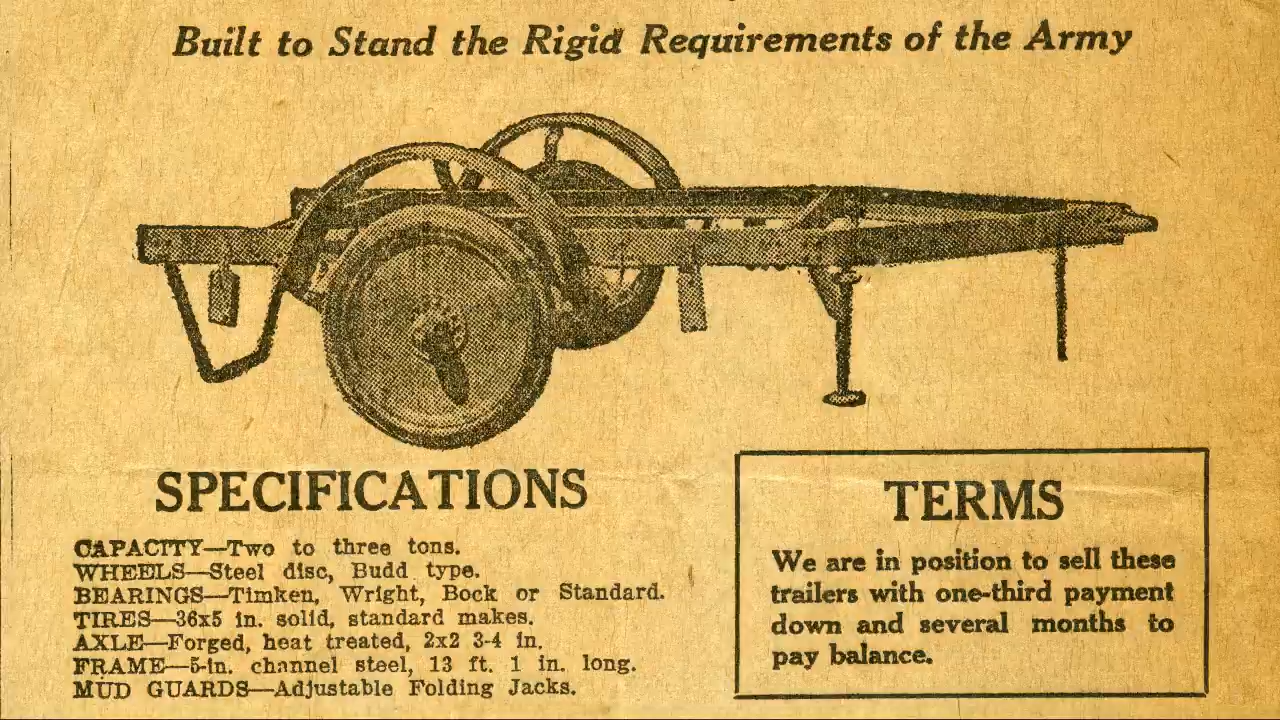 Built to Stand the Rigid Requirements of the Army
SPECIFICATIONS
CAPACITY—Two to three tons.
WHEELS—Steel disc, Budd type.
BEARINGS—Timken, Wright, Bock or Standard.
TIRES—36x5 in. solid, standard makes.
AXLE—Forged, heat treated, 2x2 3-4 in.
FRAME—5-in. channel steel, 13 ft. 1 in. long.
MUD GUARDS—Adjustable Folding Jacks.
TERMS
We are in position to sell these
trailers with one-third payment
down and several months to
pay balance.